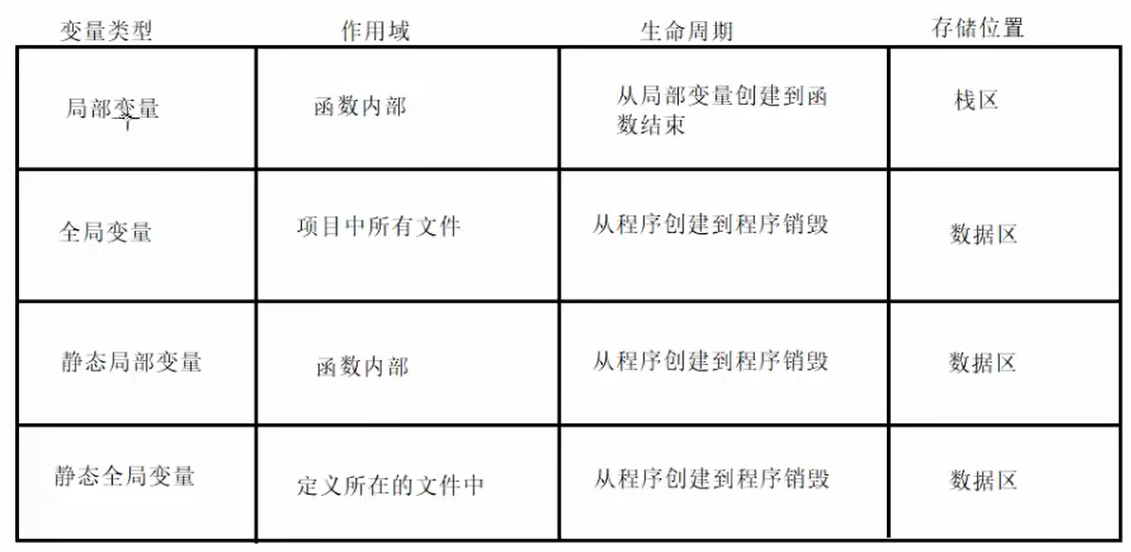 变量类型 作用域 生命周期 存储位置
局部变量 函数内部 从局部变量创建到函 栈区
数结束
全局变量 项目中所有文件 从程序创建到程序销毁 数据区
静态局部变量 函数内部 从程序创建到程序销毁 数据区
静态全局变量 定义所在的文件中 从程序创建到程序销毁 数据区